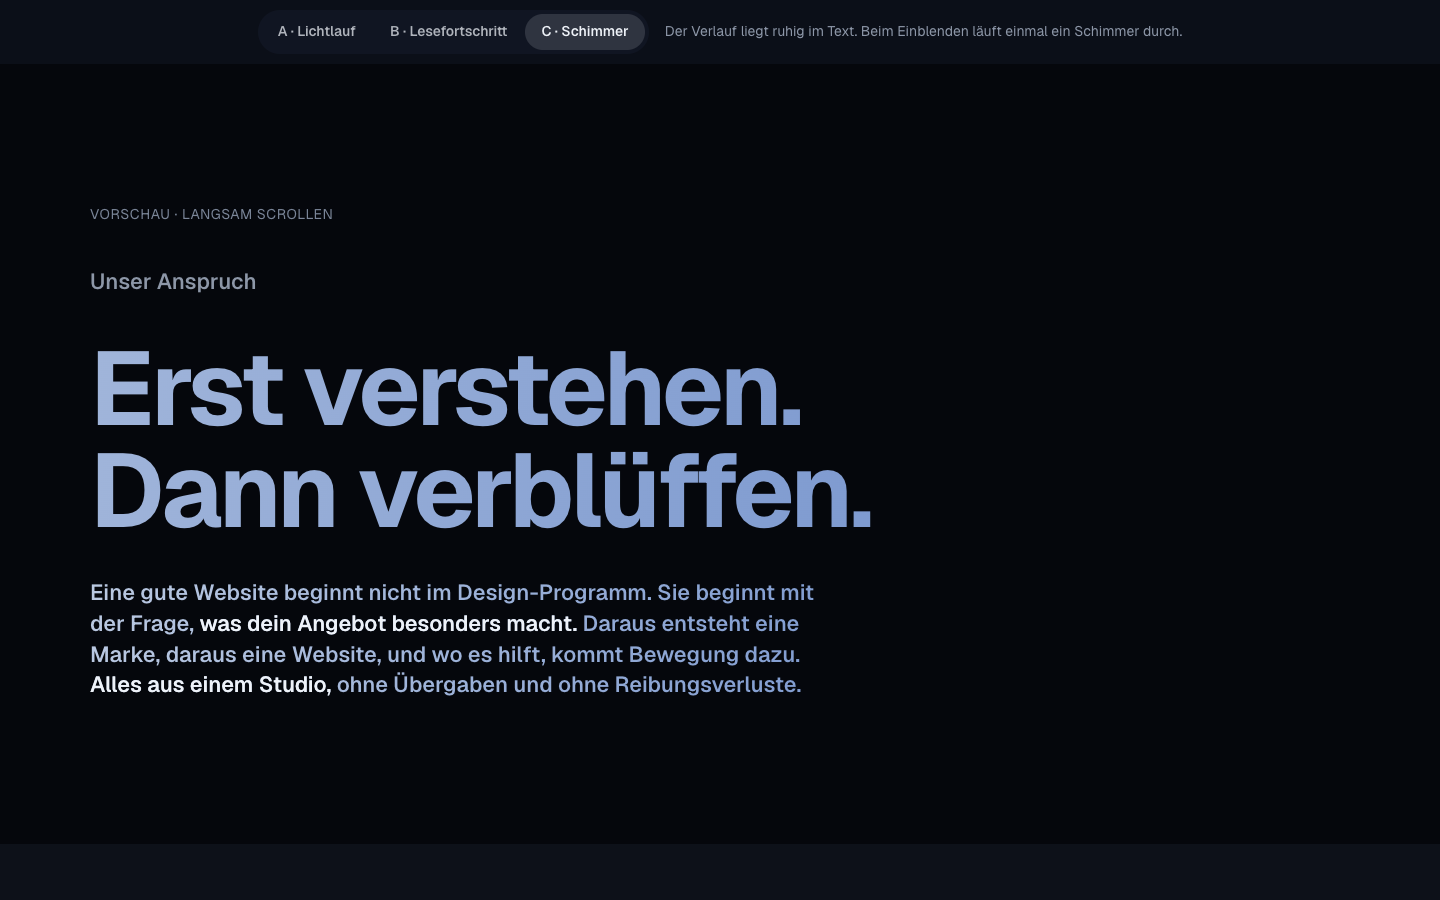 A · Lichtlauf B · Lesefortschritt C · Schimmer Der Verlauf liegt ruhig im Text. Beim Einblenden läuft einmal ein Schimmer durch.
VORSCHAU · LANGSAM SCROLLEN
Unser Anspruch
Erst verstehen.
Dann verblüffen.
Eine gute Website beginnt nicht im Design-Programm. Sie beginnt mit
der Frage, was dein Angebot besonders macht. Daraus entsteht eine
Marke, daraus eine Website, und wo es hilft, kommt Bewegung dazu.
Alles aus einem Studio, ohne Übergaben und ohne Reibungsverluste.